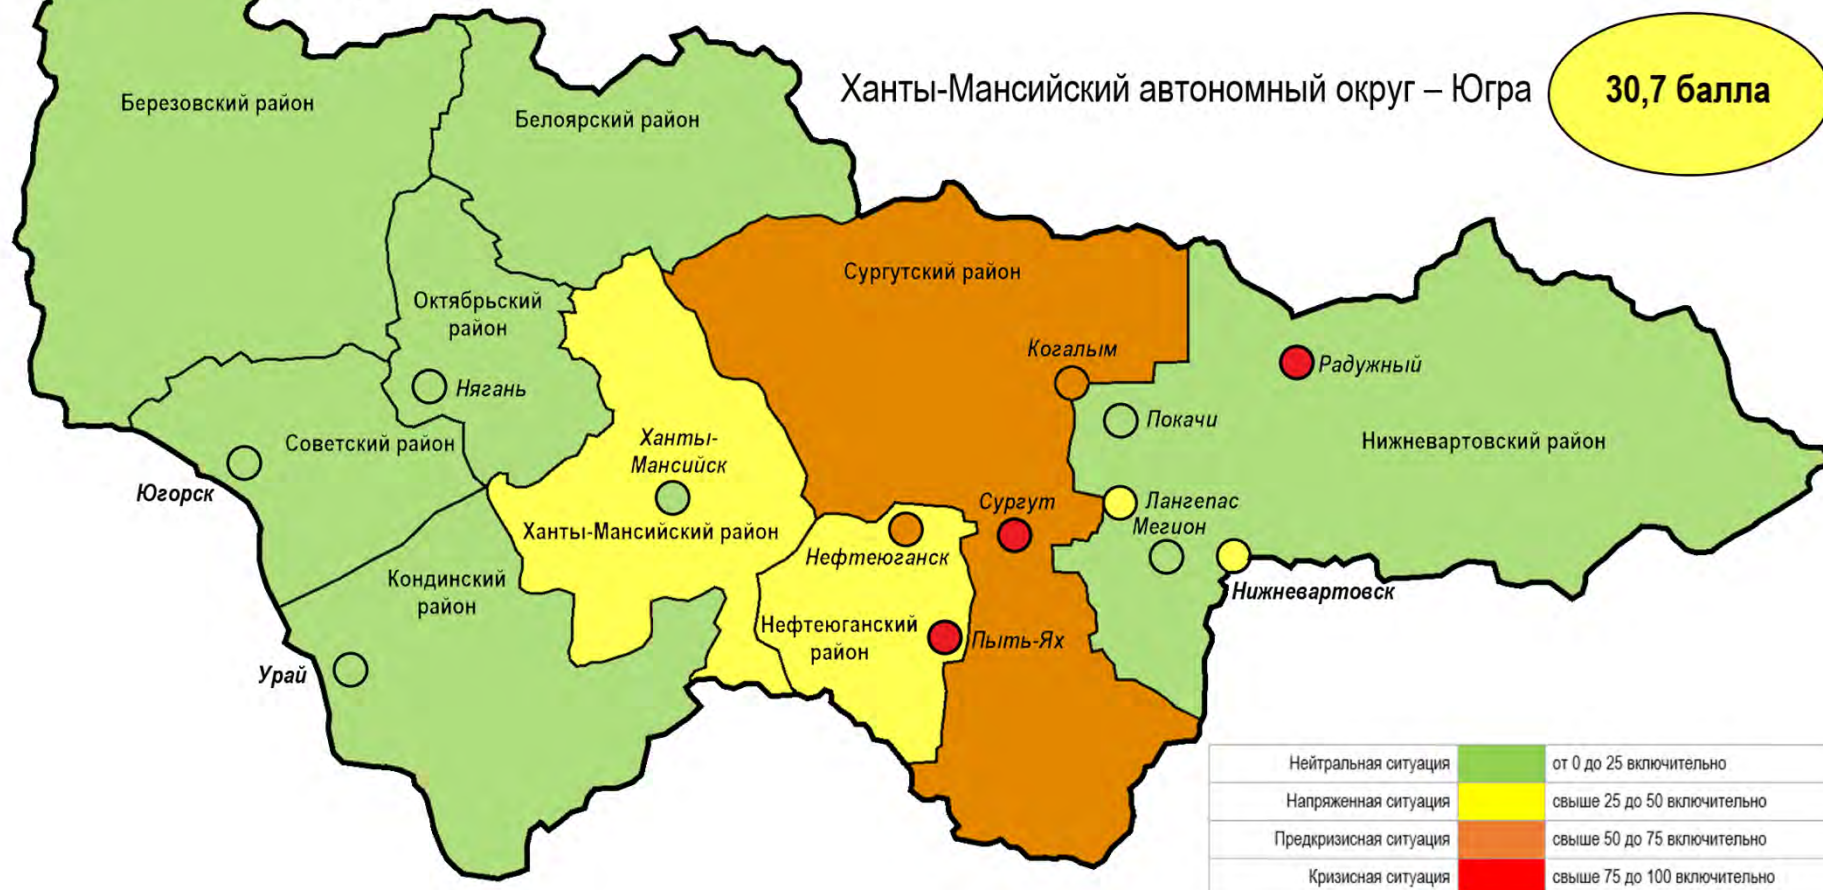 Ханты-Мансийский автономный округ – Югра
30,7 балла
Березовский район
Белоярский район
Сургутский район
Октябрьский
район
Когалым
Радужный
Нягань
Покачи
Ханты-
Мансийск
Советский район
Нижневартовский район
Югорск
Сургут
Лангепас
Мегион
Ханты-Мансийский район
Нефтеюганск
Кондинский
район
Нижневартовск
Нефтеюганский
район
Пыть-Ях
Урай
Нейтральная ситуация от 0 до 25 включительно
Напряженная ситуация свыше 25 до 50 включительно
Предкризисная ситуация свыше 50 до 75 включительно
Кризисная ситуация свыше 75 до 100 включительно